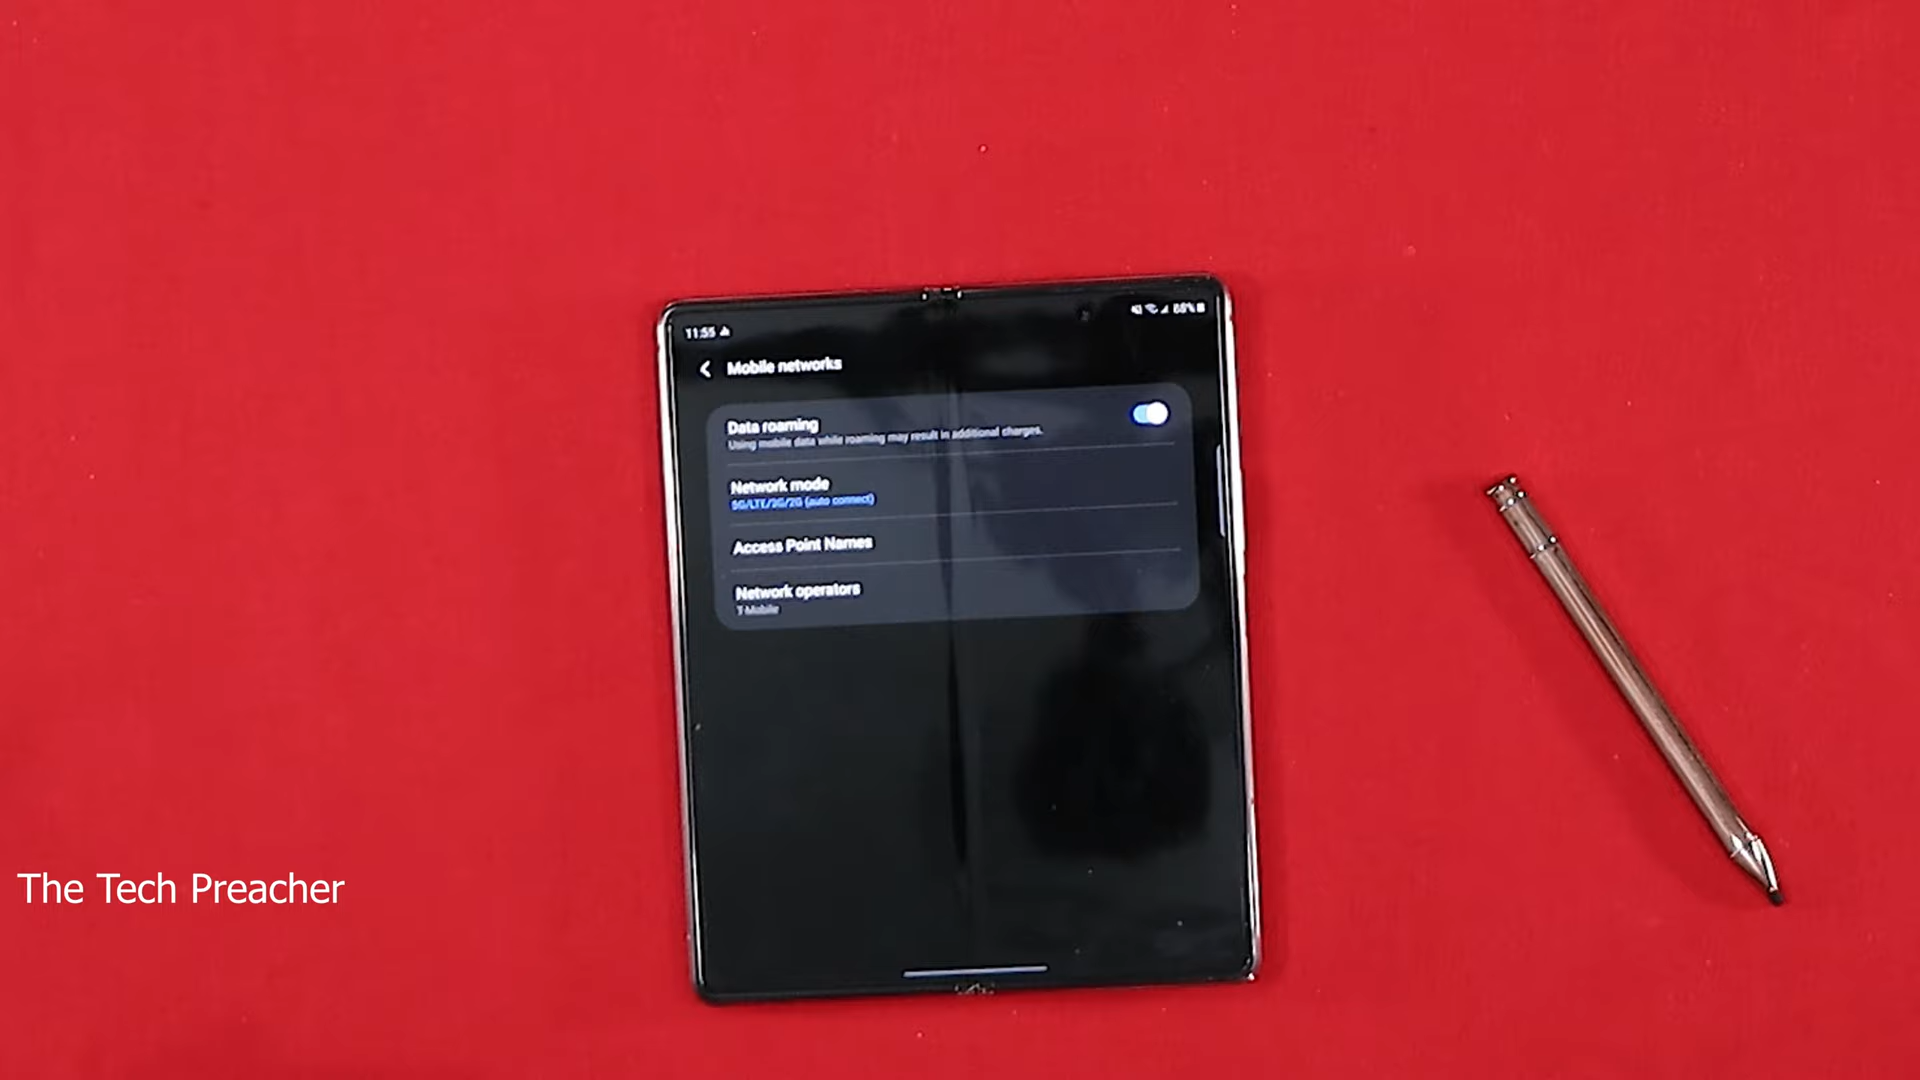 11:55
88%
Mobile networks
Data roaming
Using mobile data while roaming may result in additional charges.
Network mode
5G/LTE/3G/2G (auto connect)
Access Point Names
Network operators
T-Mobile
The Tech Preacher